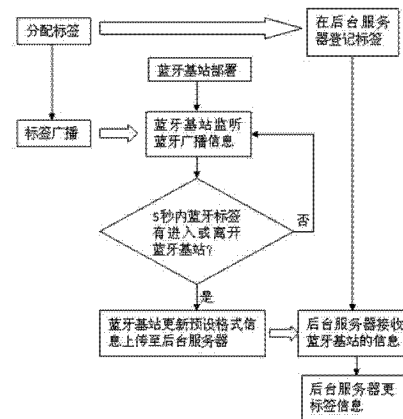 分配标签
在后台服务
器登记标签
蓝牙基站部署
标签广播
蓝牙基站监听
蓝牙广播信息
5秒内蓝牙标签
有进入或离开
蓝牙基站?
否
是
蓝牙基站更新预设格式信
息上传至后台服务器
后台服务器接收
蓝牙基站的信息
后台服务器更
标签信息